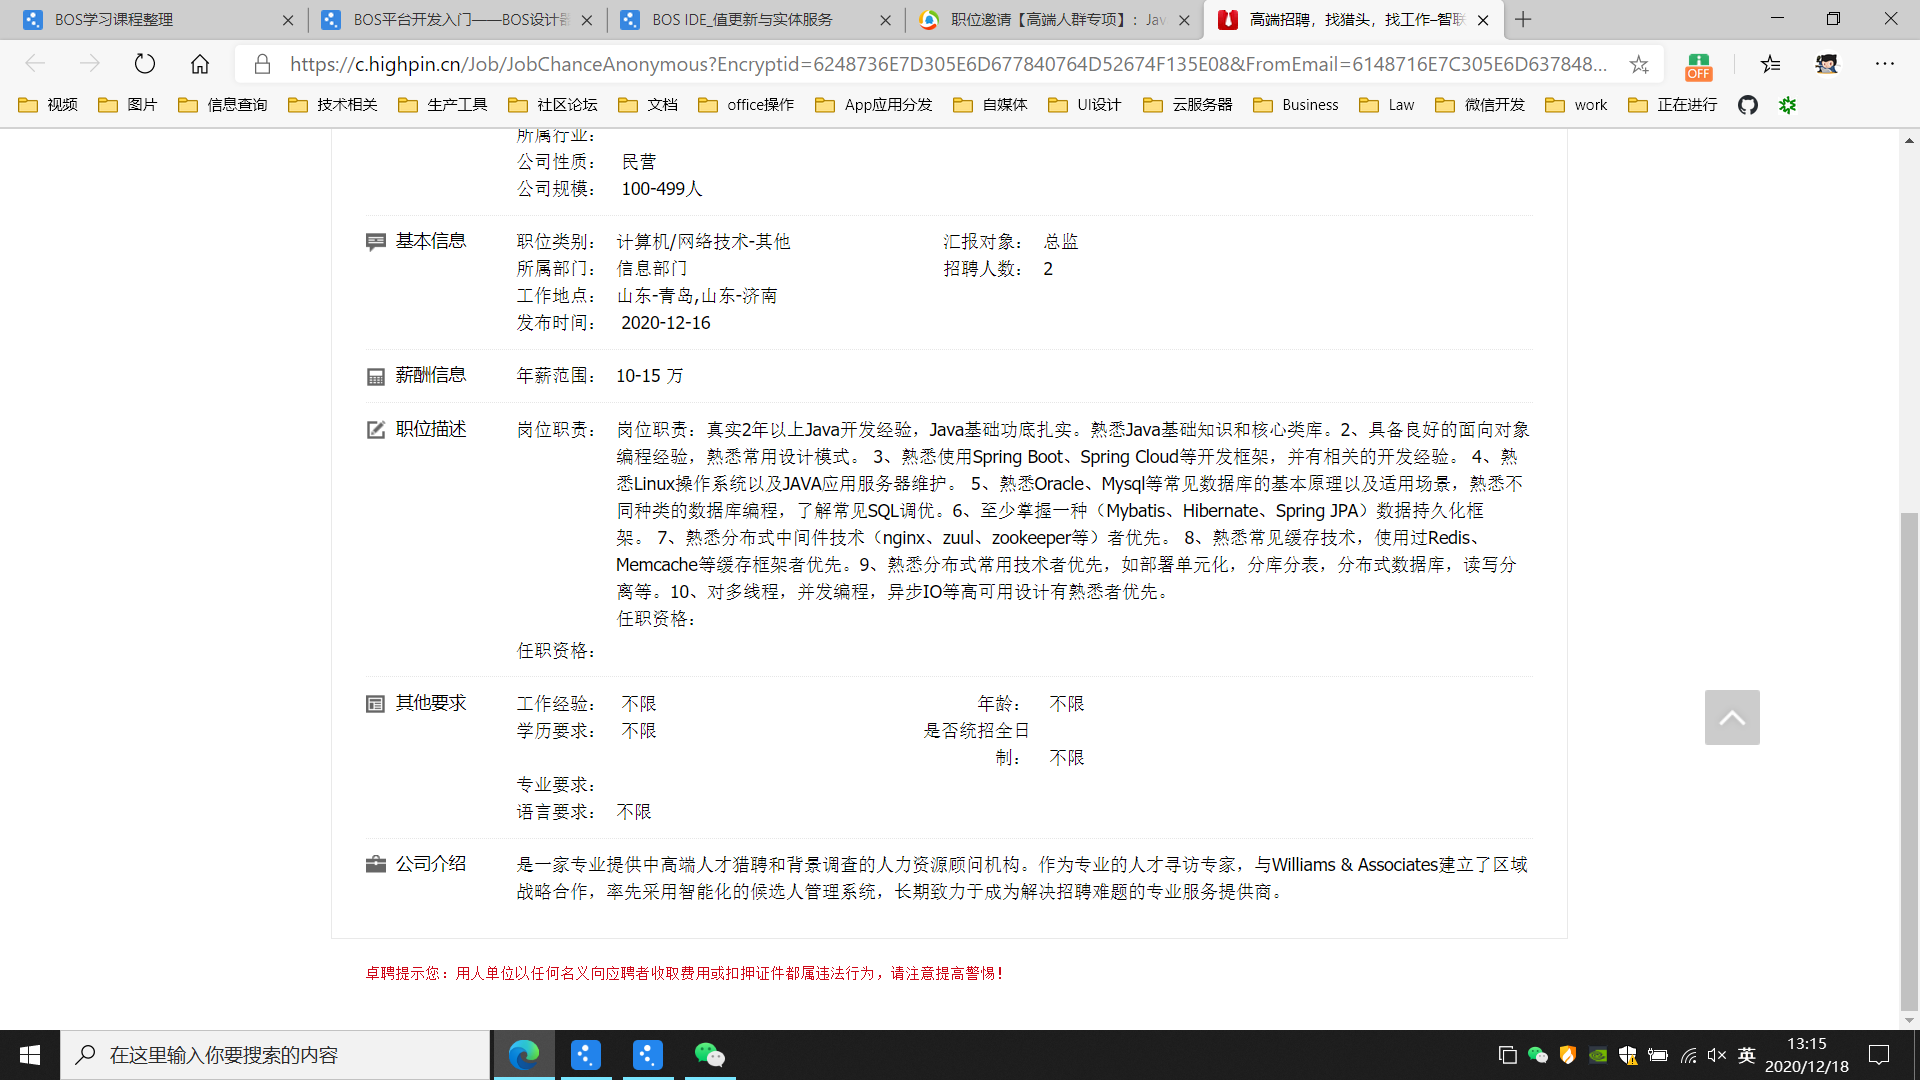 BOS学习课程整理
BOS平台开发入门——BOS设计器
BOS IDE_值更新与实体服务
职位邀请【高端人群专项】：Jav
高端招聘，找猎头，找工作–智联
https://c.highpin.cn/Job/JobChanceAnonymous?Encryptid=6248736E7D305E6D677840764D52674F135E08&FromEmail=6148716E7C305E6D637848...
OFF
视频 图片 信息查询 技术相关 生产工具 社区论坛 文档 office操作 App应用分发 自媒体 UI设计 云服务器 Business Law 微信开发 work 正在进行
所属行业：
公司性质： 民营
公司规模： 100-499人
基本信息
职位类别： 计算机/网络技术-其他 汇报对象： 总监
所属部门： 信息部门 招聘人数： 2
工作地点： 山东-青岛,山东-济南
发布时间： 2020-12-16
薪酬信息 年薪范围： 10-15 万
职位描述 岗位职责： 岗位职责：真实2年以上Java开发经验，Java基础功底扎实。熟悉Java基础知识和核心类库。2、具备良好的面向对象
编程经验，熟悉常用设计模式。 3、熟悉使用Spring Boot、Spring Cloud等开发框架，并有相关的开发经验。 4、熟
悉Linux操作系统以及JAVA应用服务器维护。 5、熟悉Oracle、Mysql等常见数据库的基本原理以及适用场景，熟悉不
同种类的数据库编程，了解常见SQL调优。6、至少掌握一种（Mybatis、Hibernate、Spring JPA）数据持久化框
架。 7、熟悉分布式中间件技术（nginx、zuul、zookeeper等）者优先。 8、熟悉常见缓存技术，使用过Redis、
Memcache等缓存框架者优先。9、熟悉分布式常用技术者优先，如部署单元化，分库分表，分布式数据库，读写分
离等。10、对多线程，并发编程，异步IO等高可用设计有熟悉者优先。
任职资格：
任职资格：
其他要求 工作经验： 不限 年龄： 不限
学历要求： 不限 是否统招全日
制： 不限
专业要求：
语言要求： 不限
公司介绍 是一家专业提供中高端人才猎聘和背景调查的人力资源顾问机构。作为专业的人才寻访专家，与Williams & Associates建立了区域
战略合作，率先采用智能化的候选人管理系统，长期致力于成为解决招聘难题的专业服务提供商。
卓聘提示您：用人单位以任何名义向应聘者收取费用或扣押证件都属违法行为，请注意提高警惕！
在这里输入你要搜索的内容
英
13:15
2020/12/18